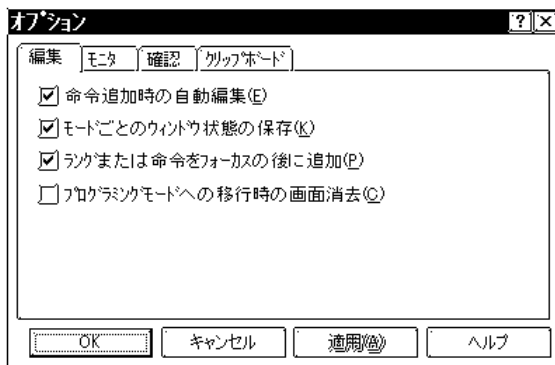 オプション
編集 モニタ 確認 クリップボード
命令追加時の自動編集(E)
モードごとのウィンドウ状態の保存(K)
ラングまたは命令をフォーカスの後に追加(P)
プログラミングモードへの移行時の画面消去(C)
OK キャンセル 適用(A) ヘルプ